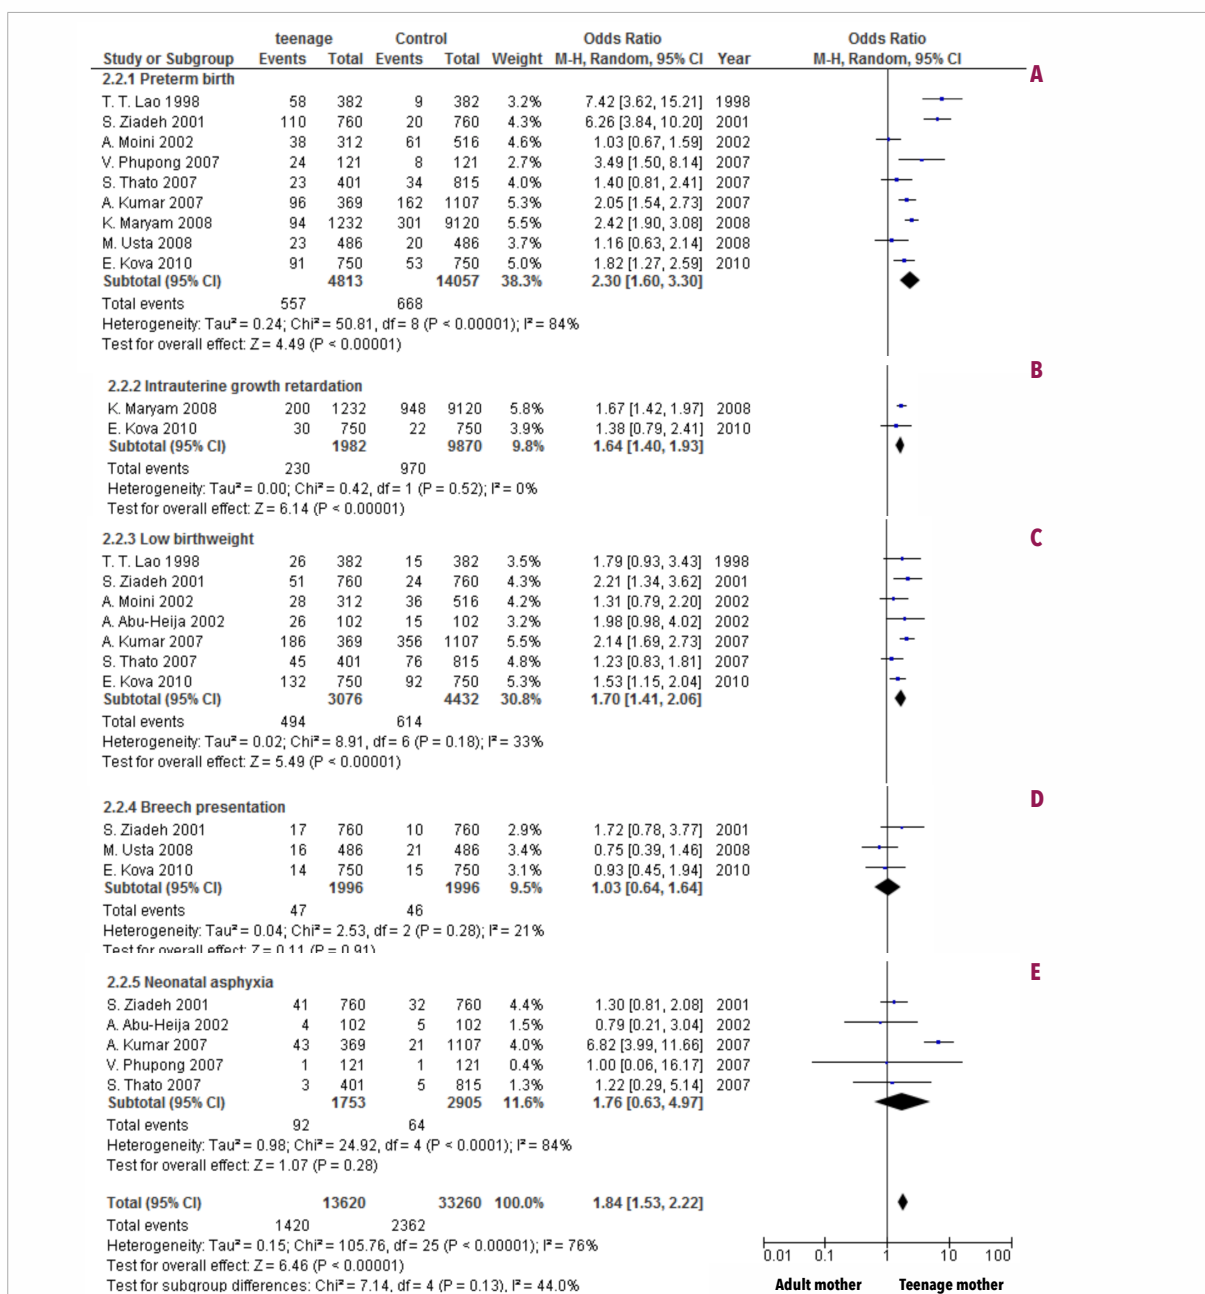 teenage Control Odds Ratio Odds Ratio
Study or Subgroup Events Total Events Total Weight M-H, Random, 95% CI Year M-H, Random, 95% CI
2.2.1 Preterm birth A
T. T. Lao 1998 58 382 9 382 3.2% 7.42 [3.62, 15.21] 1998
S. Ziadeh 2001 110 760 20 760 4.3% 6.26 [3.84, 10.20] 2001
A. Moini 2002 38 312 61 516 4.6% 1.03 [0.67, 1.59] 2002
V. Phupong 2007 24 121 8 121 2.7% 3.49 [1.50, 8.14] 2007
S. Thato 2007 23 401 34 815 4.0% 1.40 [0.81, 2.41] 2007
A. Kumar 2007 96 369 162 1107 5.3% 2.05 [1.54, 2.73] 2007
K. Maryam 2008 94 1232 301 9120 5.5% 2.42 [1.90, 3.08] 2008
M. Usta 2008 23 486 20 486 3.7% 1.16 [0.63, 2.14] 2008
E. Kova 2010 91 750 53 750 5.0% 1.82 [1.27, 2.59] 2010
Subtotal (95% CI) 4813 14057 38.3% 2.30 [1.60, 3.30]
Total events 557 668
Heterogeneity: Tau² = 0.24; Chi² = 50.81, df = 8 (P < 0.00001); I² = 84%
Test for overall effect: Z = 4.49 (P < 0.00001)
B
2.2.2 Intrauterine growth retardation
K. Maryam 2008 200 1232 948 9120 5.8% 1.67 [1.42, 1.97] 2008
E. Kova 2010 30 750 22 750 3.9% 1.38 [0.79, 2.41] 2010
Subtotal (95% CI) 1982 9870 9.8% 1.64 [1.40, 1.93]
Total events 230 970
Heterogeneity: Tau² = 0.00; Chi² = 0.42, df = 1 (P = 0.52); I² = 0%
Test for overall effect: Z = 6.14 (P < 0.00001)
2.2.3 Low birthweight C
T. T. Lao 1998 26 382 15 382 3.5% 1.79 [0.93, 3.43] 1998
S. Ziadeh 2001 51 760 24 760 4.3% 2.21 [1.34, 3.62] 2001
A. Moini 2002 28 312 36 516 4.2% 1.31 [0.79, 2.20] 2002
A. Abu-Heija 2002 26 102 15 102 3.2% 1.98 [0.98, 4.02] 2002
A. Kumar 2007 186 369 356 1107 5.5% 2.14 [1.69, 2.73] 2007
S. Thato 2007 45 401 76 815 4.8% 1.23 [0.83, 1.81] 2007
E. Kova 2010 132 750 92 750 5.3% 1.53 [1.15, 2.04] 2010
Subtotal (95% CI) 3076 4432 30.8% 1.70 [1.41, 2.06]
Total events 494 614
Heterogeneity: Tau² = 0.02; Chi² = 8.91, df = 6 (P = 0.18); I² = 33%
Test for overall effect: Z = 5.49 (P < 0.00001)
2.2.4 Breech presentation D
S. Ziadeh 2001 17 760 10 760 2.9% 1.72 [0.78, 3.77] 2001
M. Usta 2008 16 486 21 486 3.4% 0.75 [0.39, 1.46] 2008
E. Kova 2010 14 750 15 750 3.1% 0.93 [0.45, 1.94] 2010
Subtotal (95% CI) 1996 1996 9.5% 1.03 [0.64, 1.64]
Total events 47 46
Heterogeneity: Tau² = 0.04; Chi² = 2.53, df = 2 (P = 0.28); I² = 21%
Test for overall effect: Z = 0.11 (P = 0.91)
2.2.5 Neonatal asphyxia E
S. Ziadeh 2001 41 760 32 760 4.4% 1.30 [0.81, 2.08] 2001
A. Abu-Heija 2002 4 102 5 102 1.5% 0.79 [0.21, 3.04] 2002
A. Kumar 2007 43 369 21 1107 4.0% 6.82 [3.99, 11.66] 2007
V. Phupong 2007 1 121 1 121 0.4% 1.00 [0.06, 16.17] 2007
S. Thato 2007 3 401 5 815 1.3% 1.22 [0.29, 5.14] 2007
Subtotal (95% CI) 1753 2905 11.6% 1.76 [0.63, 4.97]
Total events 92 64
Heterogeneity: Tau² = 0.98; Chi² = 24.92, df = 4 (P < 0.0001); I² = 84%
Test for overall effect: Z = 1.07 (P = 0.28)
Total (95% CI) 13620 33260 100.0% 1.84 [1.53, 2.22]
Total events 1420 2362
Heterogeneity: Tau² = 0.15; Chi² = 105.76, df = 25 (P < 0.00001); I² = 76%
Test for overall effect: Z = 6.46 (P < 0.00001)
Test for subgroup differences: Chi² = 7.14, df = 4 (P = 0.13), I² = 44.0%
0.01 0.1 1 10 100
Adult mother Teenage mother